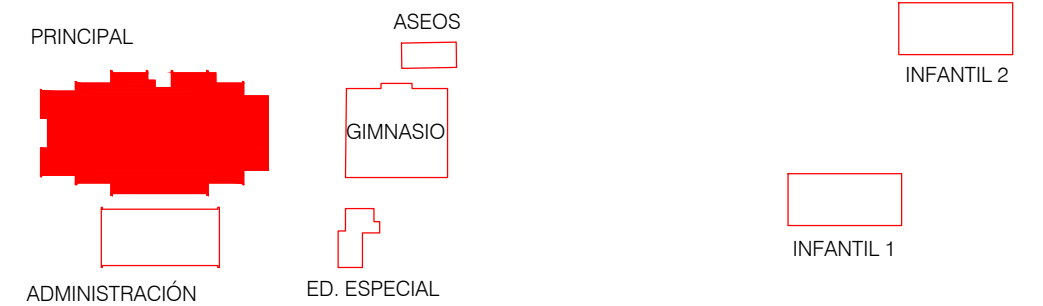 ASEOS
PRINCIPAL
INFANTIL 2
GIMNASIO
INFANTIL 1
ED. ESPECIAL
ADMINISTRACIÓN